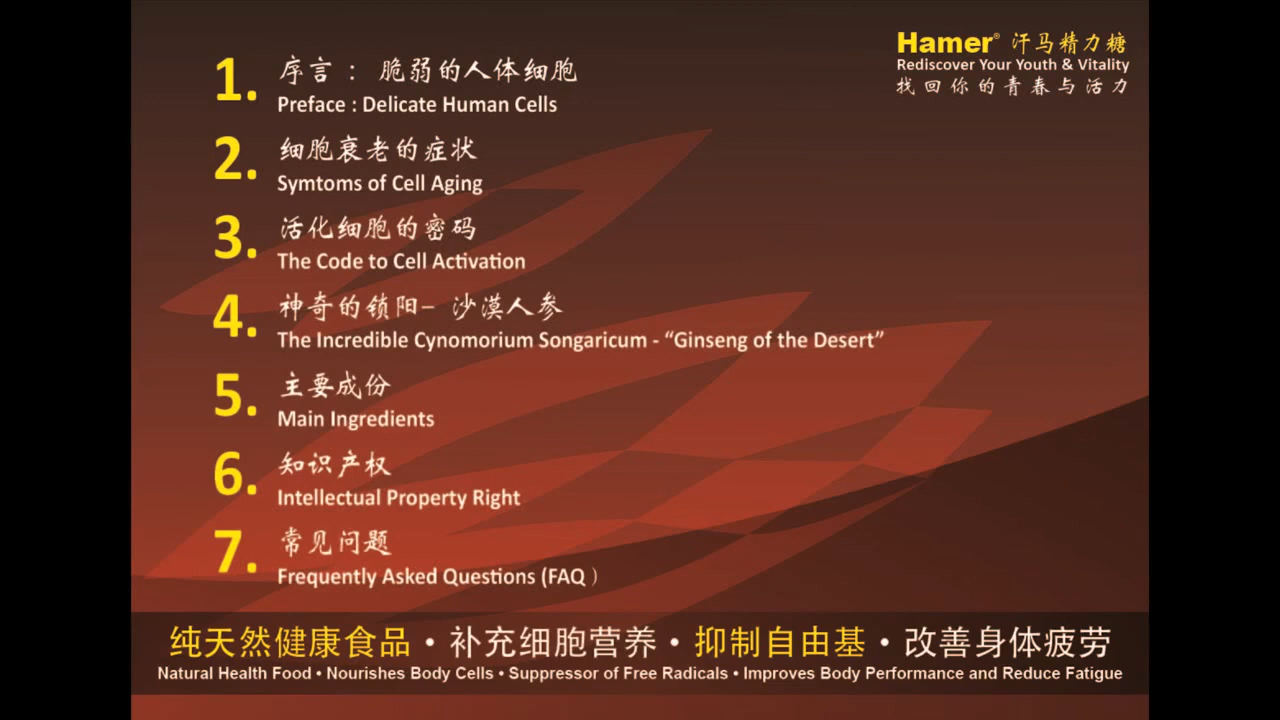 Hamer® 汗马精力糖
Rediscover Your Youth & Vitality
找回你的青春与活力
1. 序言 : 脆弱的人体细胞
Preface : Delicate Human Cells
2. 细胞衰老的症状
Symtoms of Cell Aging
3. 活化细胞的密码
The Code to Cell Activation
4. 神奇的锁阳- 沙漠人参
The Incredible Cynomorium Songaricum - “Ginseng of the Desert”
5. 主要成份
Main Ingredients
6. 知识产权
Intellectual Property Right
7. 常见问题
Frequently Asked Questions (FAQ )
纯天然健康食品 • 补充细胞营养 • 抑制自由基 • 改善身体疲劳
Natural Health Food • Nourishes Body Cells • Suppressor of Free Radicals • Improves Body Performance and Reduce Fatigue